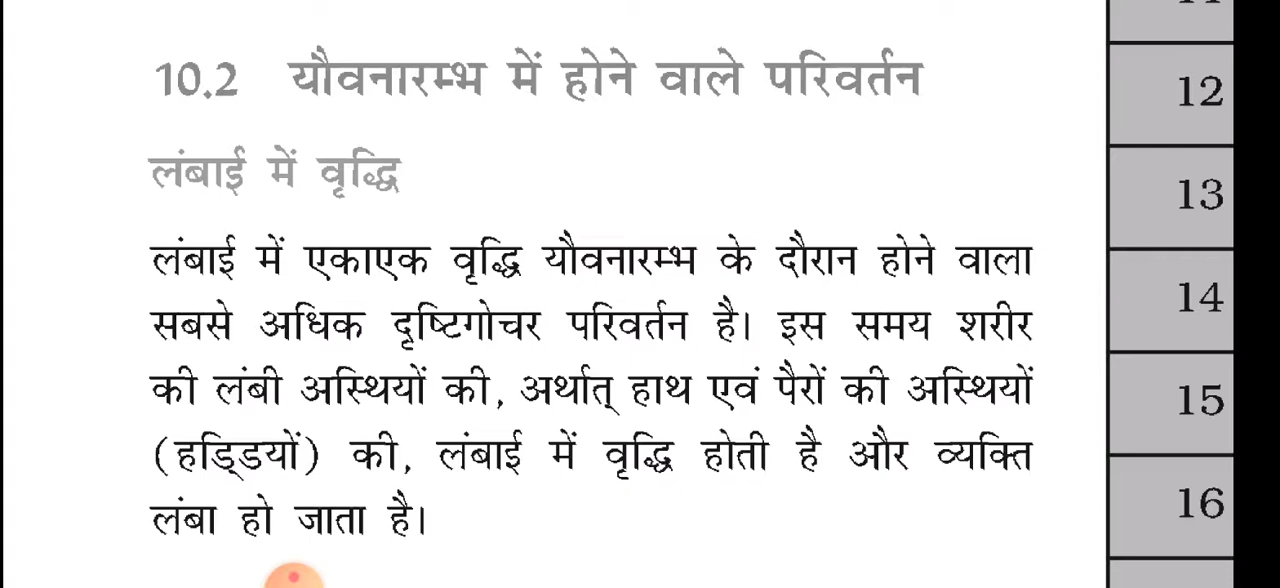 10.2 यौवनारम्भ में होने वाले परिवर्तन
लंबाई में वृद्धि
लंबाई में एकाएक वृद्धि यौवनारम्भ के दौरान होने वाला
सबसे अधिक दृष्टिगोचर परिवर्तन है। इस समय शरीर
की लंबी अस्थियों की, अर्थात् हाथ एवं पैरों की अस्थियों
(हड्डियों) की, लंबाई में वृद्धि होती है और व्यक्ति
लंबा हो जाता है।
12
13
14
15
16